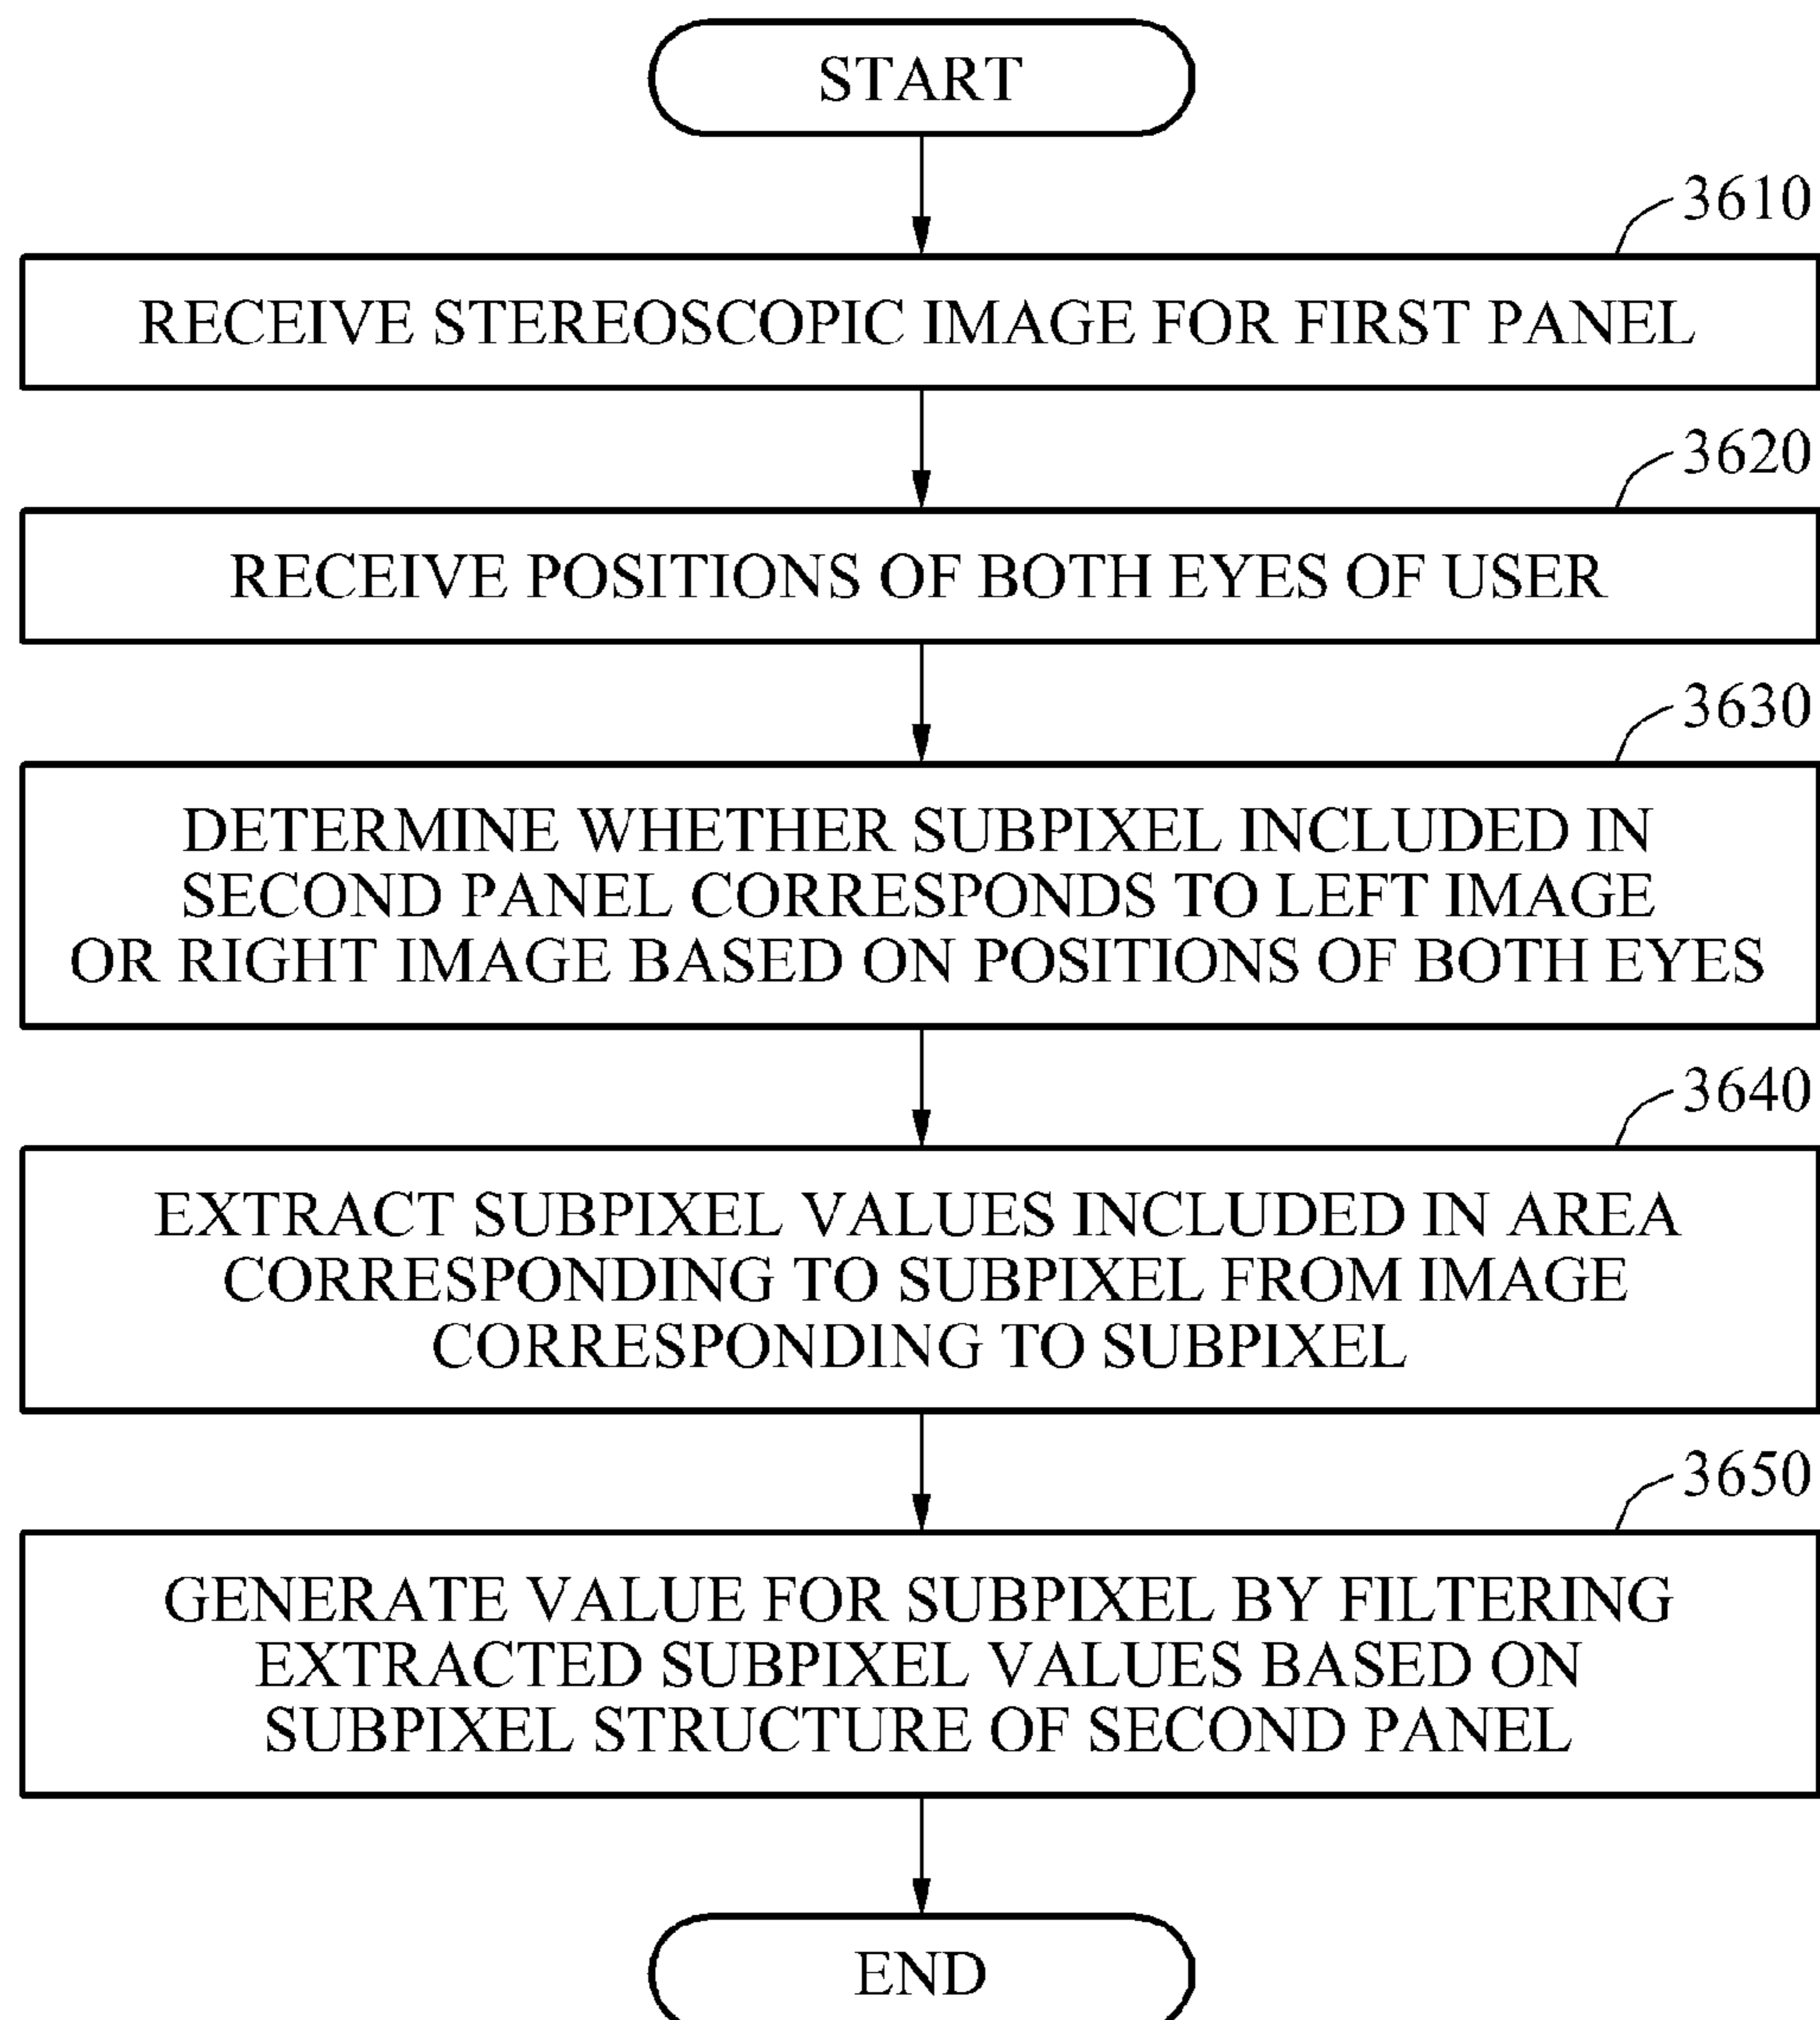 START
3610
RECEIVE STEREOSCOPIC IMAGE FOR FIRST PANEL
3620
RECEIVE POSITIONS OF BOTH EYES OF USER
3630
DETERMINE WHETHER SUBPIXEL INCLUDED IN
SECOND PANEL CORRESPONDS TO LEFT IMAGE
OR RIGHT IMAGE BASED ON POSITIONS OF BOTH EYES
3640
EXTRACT SUBPIXEL VALUES INCLUDED IN AREA
CORRESPONDING TO SUBPIXEL FROM IMAGE
CORRESPONDING TO SUBPIXEL
3650
GENERATE VALUE FOR SUBPIXEL BY FILTERING
EXTRACTED SUBPIXEL VALUES BASED ON
SUBPIXEL STRUCTURE OF SECOND PANEL
END